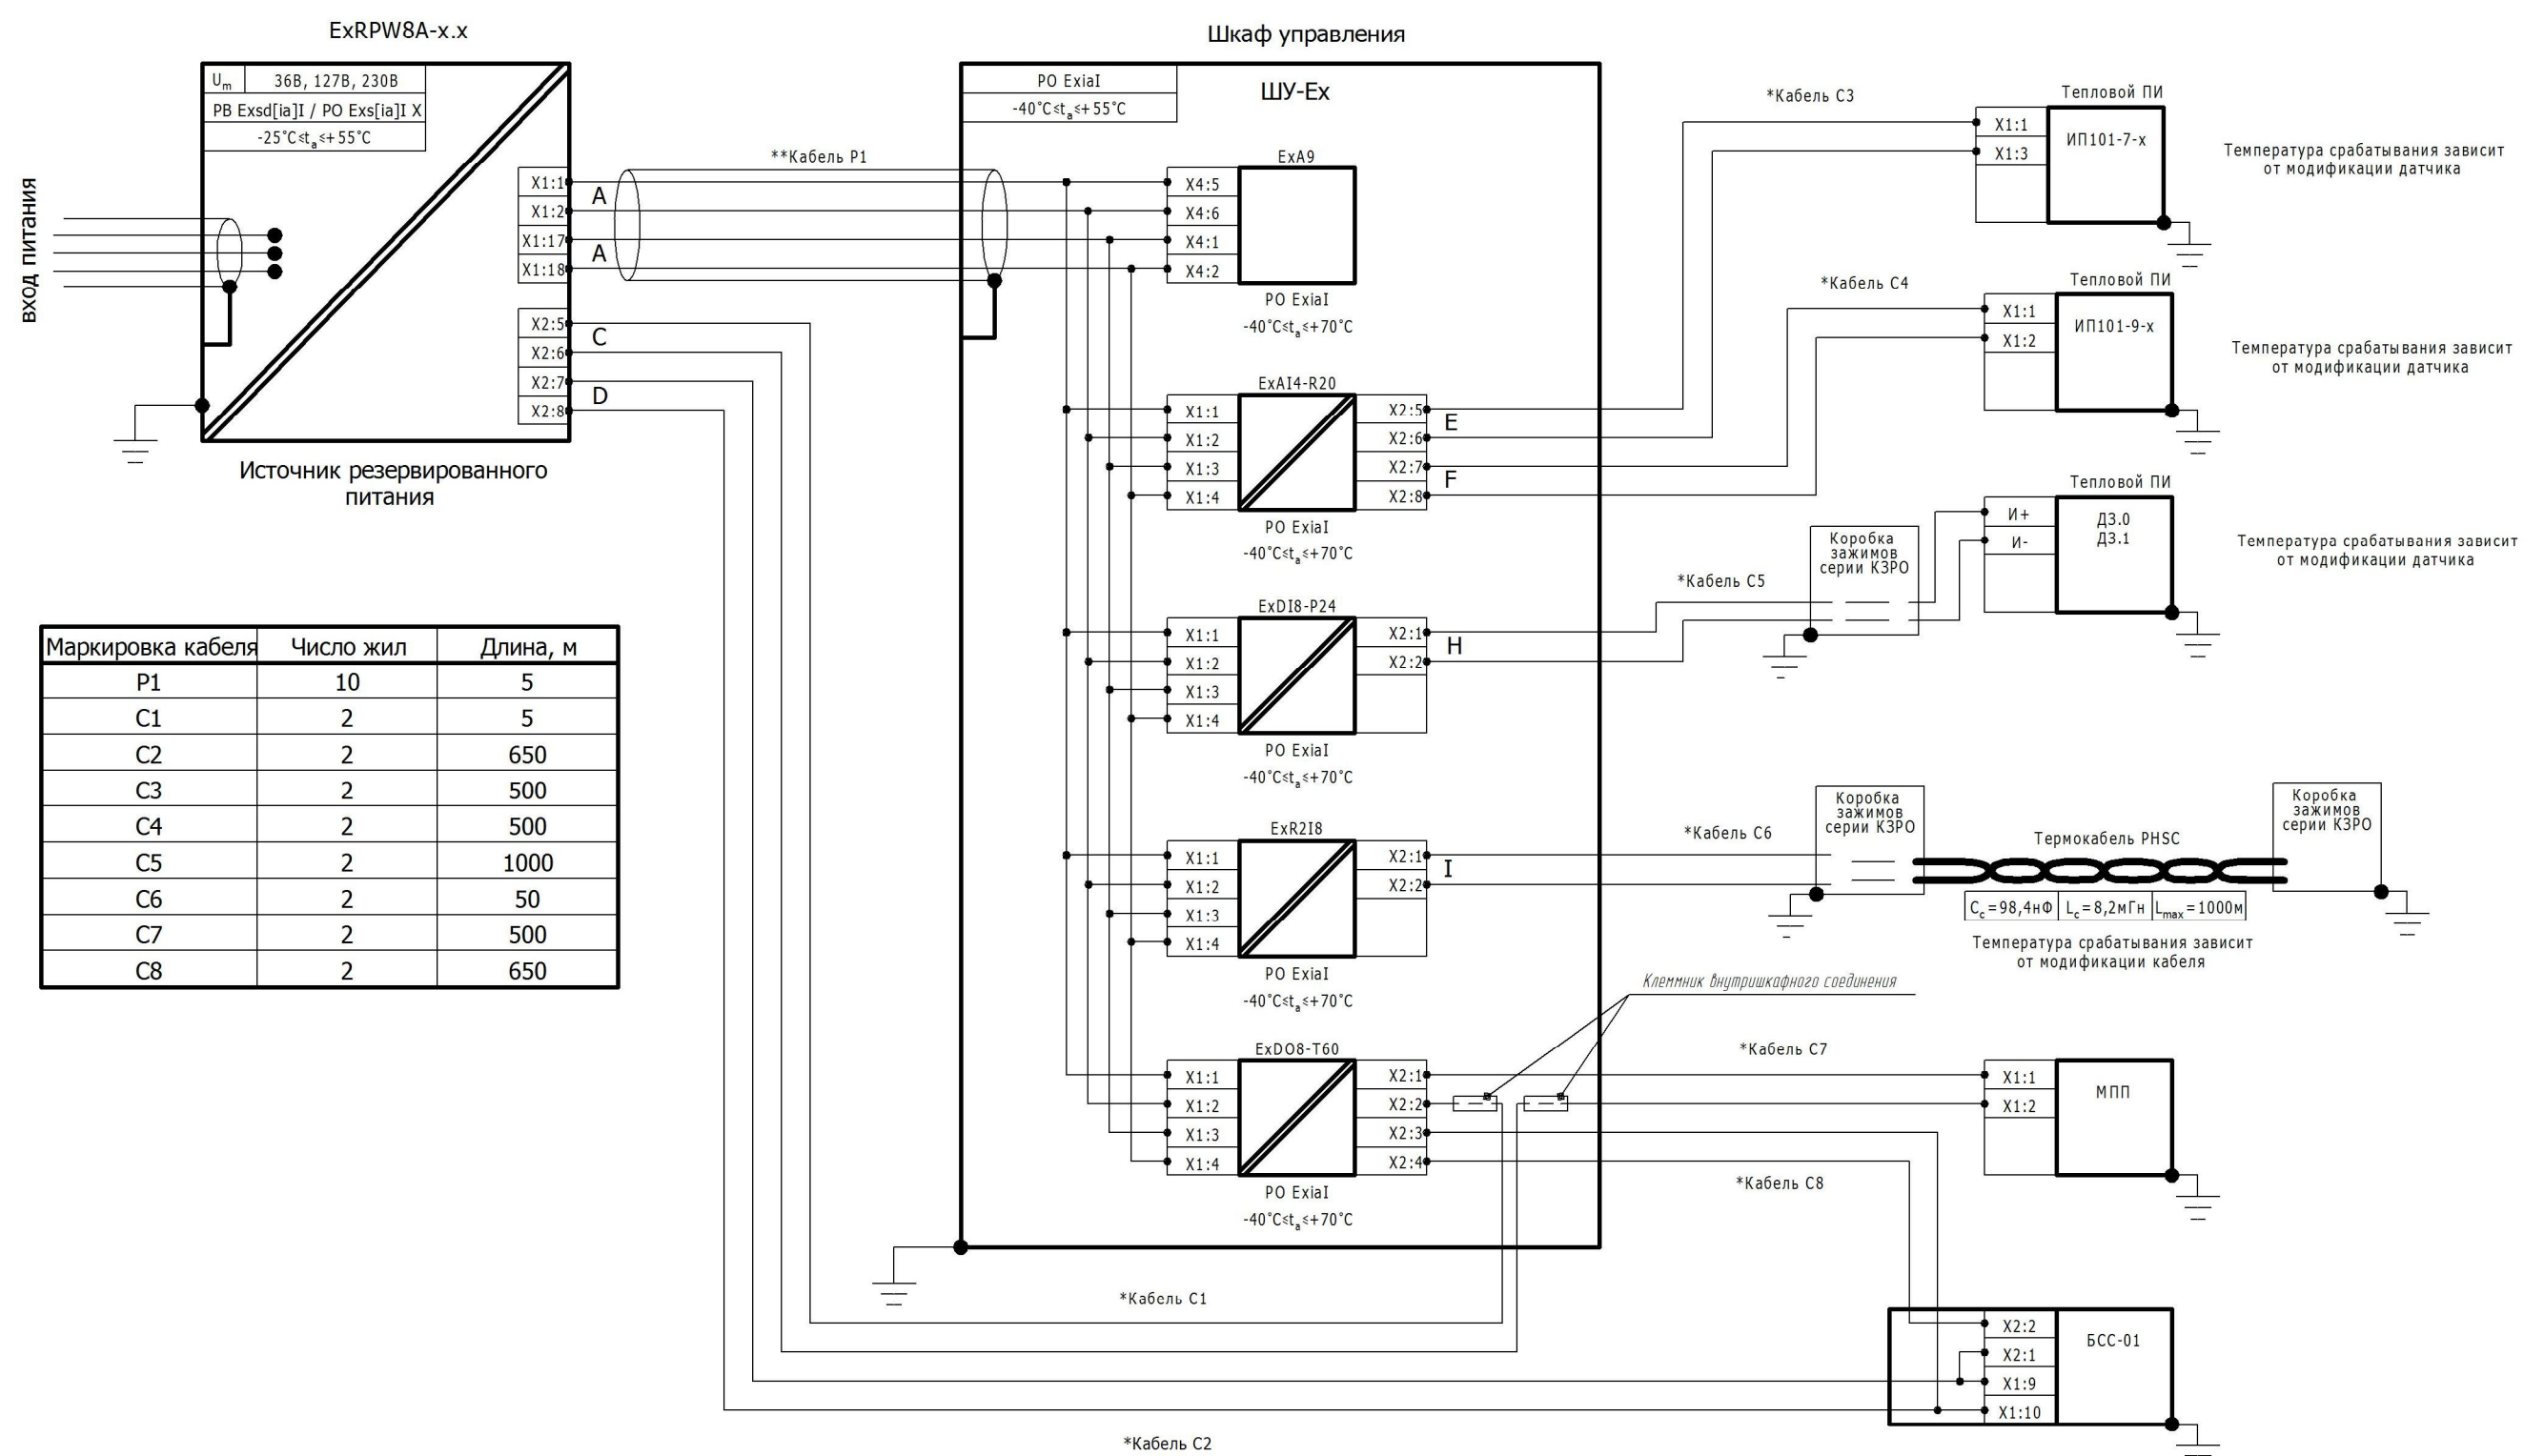 ExRPW8A-x.x
Um 36В, 127В, 230В
РВ Exsd[ia]I / РО Exs[ia]I X
-25°C≤ta≤+55°C
вход питания
X1:1
A
X1:2
X1:17
A
X1:18
X2:5
C
X2:6
X2:7
D
X2:8
Источник резервированного
питания
Маркировка кабеля Число жил Длина, м
P1 10 5
C1 2 5
C2 2 650
C3 2 500
C4 2 500
C5 2 1000
C6 2 50
C7 2 500
C8 2 650
**Кабель P1
Шкаф управления
РО ExiaI
-40°C≤ta≤+55°C
ШУ-Ex
ExA9
X4:5
X4:6
X4:1
X4:2
РО ExiaI
-40°C≤ta≤+70°C
ExAI4-R20
X1:1 X2:5
E
X1:2 X2:6
X1:3 X2:7
F
X1:4 X2:8
РО ExiaI
-40°C≤ta≤+70°C
ExDI8-P24
X1:1 X2:1
H
X1:2 X2:2
X1:3
X1:4
РО ExiaI
-40°C≤ta≤+70°C
ExR2I8
X1:1 X2:1
I
X1:2 X2:2
X1:3
X1:4
РО ExiaI
-40°C≤ta≤+70°C
ExDO8-T60
X1:1 X2:1
X1:2 X2:2
X1:3 X2:3
X1:4 X2:4
РО ExiaI
-40°C≤ta≤+70°C
*Кабель C3
Тепловой ПИ
X1:1
X1:3
ИП101-7-х
Температура срабатывания зависит
от модификации датчика
*Кабель C4
Тепловой ПИ
X1:1
X1:2
ИП101-9-х
Температура срабатывания зависит
от модификации датчика
Тепловой ПИ
И+
И-
ДЗ.0
ДЗ.1
Температура срабатывания зависит
от модификации датчика
*Кабель C5
Коробка
зажимов
серии КЗРО
*Кабель C6
Коробка
зажимов
серии КЗРО
Термокабель PHSC
Коробка
зажимов
серии КЗРО
Cc=98,4нФ Lc=8,2мГн Lmax=1000м
Температура срабатывания зависит
от модификации кабеля
Клеммник внутришкафного соединения
*Кабель C7
X1:1
X1:2
МПП
*Кабель C8
*Кабель C1
X2:2
X2:1
X1:9
X1:10
БСС-01
*Кабель C2